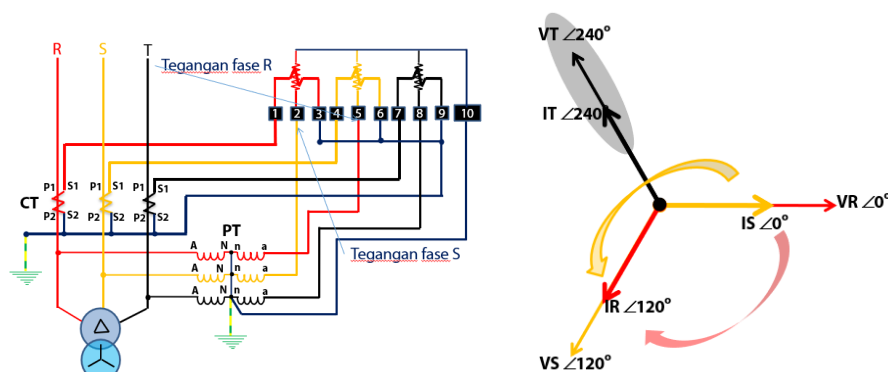 R S T
Tegangan fase R
1 2 3 4 5 6 7 8 9 10
P1 S1 P1 S1 P1 S1
CT
P2 S2 P2 S2 P2 S2
PT
A N n a
A N n a
A N n a
Tegangan fase S
VT ∠240°
IT ∠240
VR ∠0°
IS ∠0°
IR ∠120°
VS ∠120°